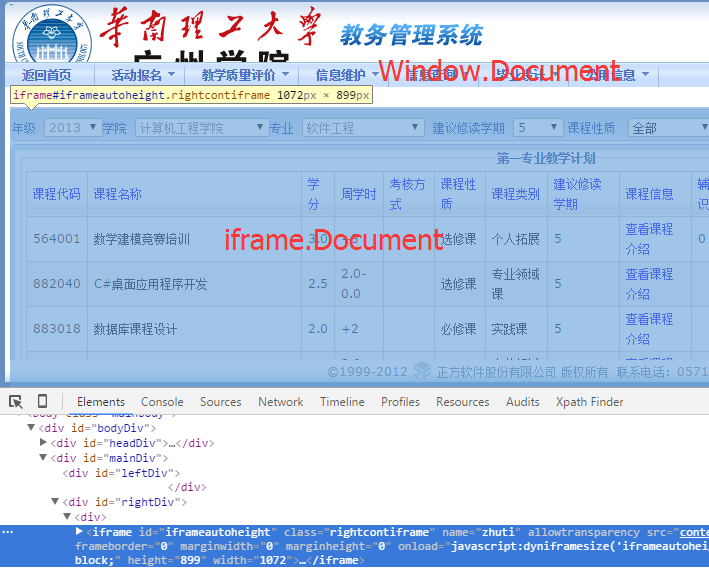 华南理工大学 教务管理系统
广州学院
返回首页 活动报名 教学质量评价 信息维护 信息查询 毕业设计 公用信息
Window.Document
iframe#iframeautoheight.rightcontiframe 1072px × 899px
年级 2013 学院 计算机工程学院 专业 软件工程 建议修读学期 5 课程性质 全部
第一专业教学计划
课程代码 课程名称 学分 周学时 考核方式 课程性质 课程类别 建议修读学期 课程信息 辅
564001 数学建模竞赛培训 3.0 选修课 个人拓展 5 查看课程介绍 0
iframe.Document
882040 C#桌面应用程序开发 2.5 2.0-0.0 选修课 专业领域课 5 查看课程介绍
883018 数据库课程设计 2.0 +2 必修课 实践课 5 查看课程介绍
©1999-2012 正方软件股份有限公司 版权所有 联系电话：0571
Elements Console Sources Network Timeline Profiles Resources Audits Xpath Finder
<body class="mainbody">
<div id="bodyDiv">
<div id="headDiv">…</div>
<div id="mainDiv">
<div id="leftDiv">
</div>
<div id="rightDiv">
<div>
<iframe id="iframeautoheight" class="rightcontiframe" name="zhuti" allowtransparency src="conte
frameborder="0" marginwidth="0" marginheight="0" onload="javascript:dyniframesize('iframeautohei
block;" height="899" width="1072">…</iframe>